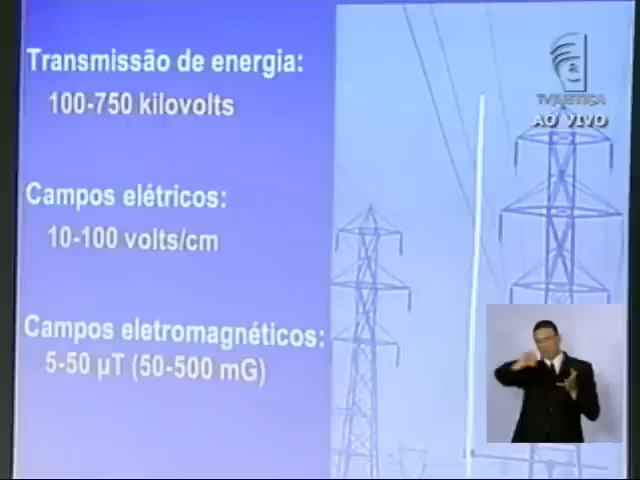 Transmissão de energia:
100-750 kilovolts
Campos elétricos:
10-100 volts/cm
Campos eletromagnéticos:
5-50 µT (50-500 mG)
TV JUSTIÇA
AO VIVO